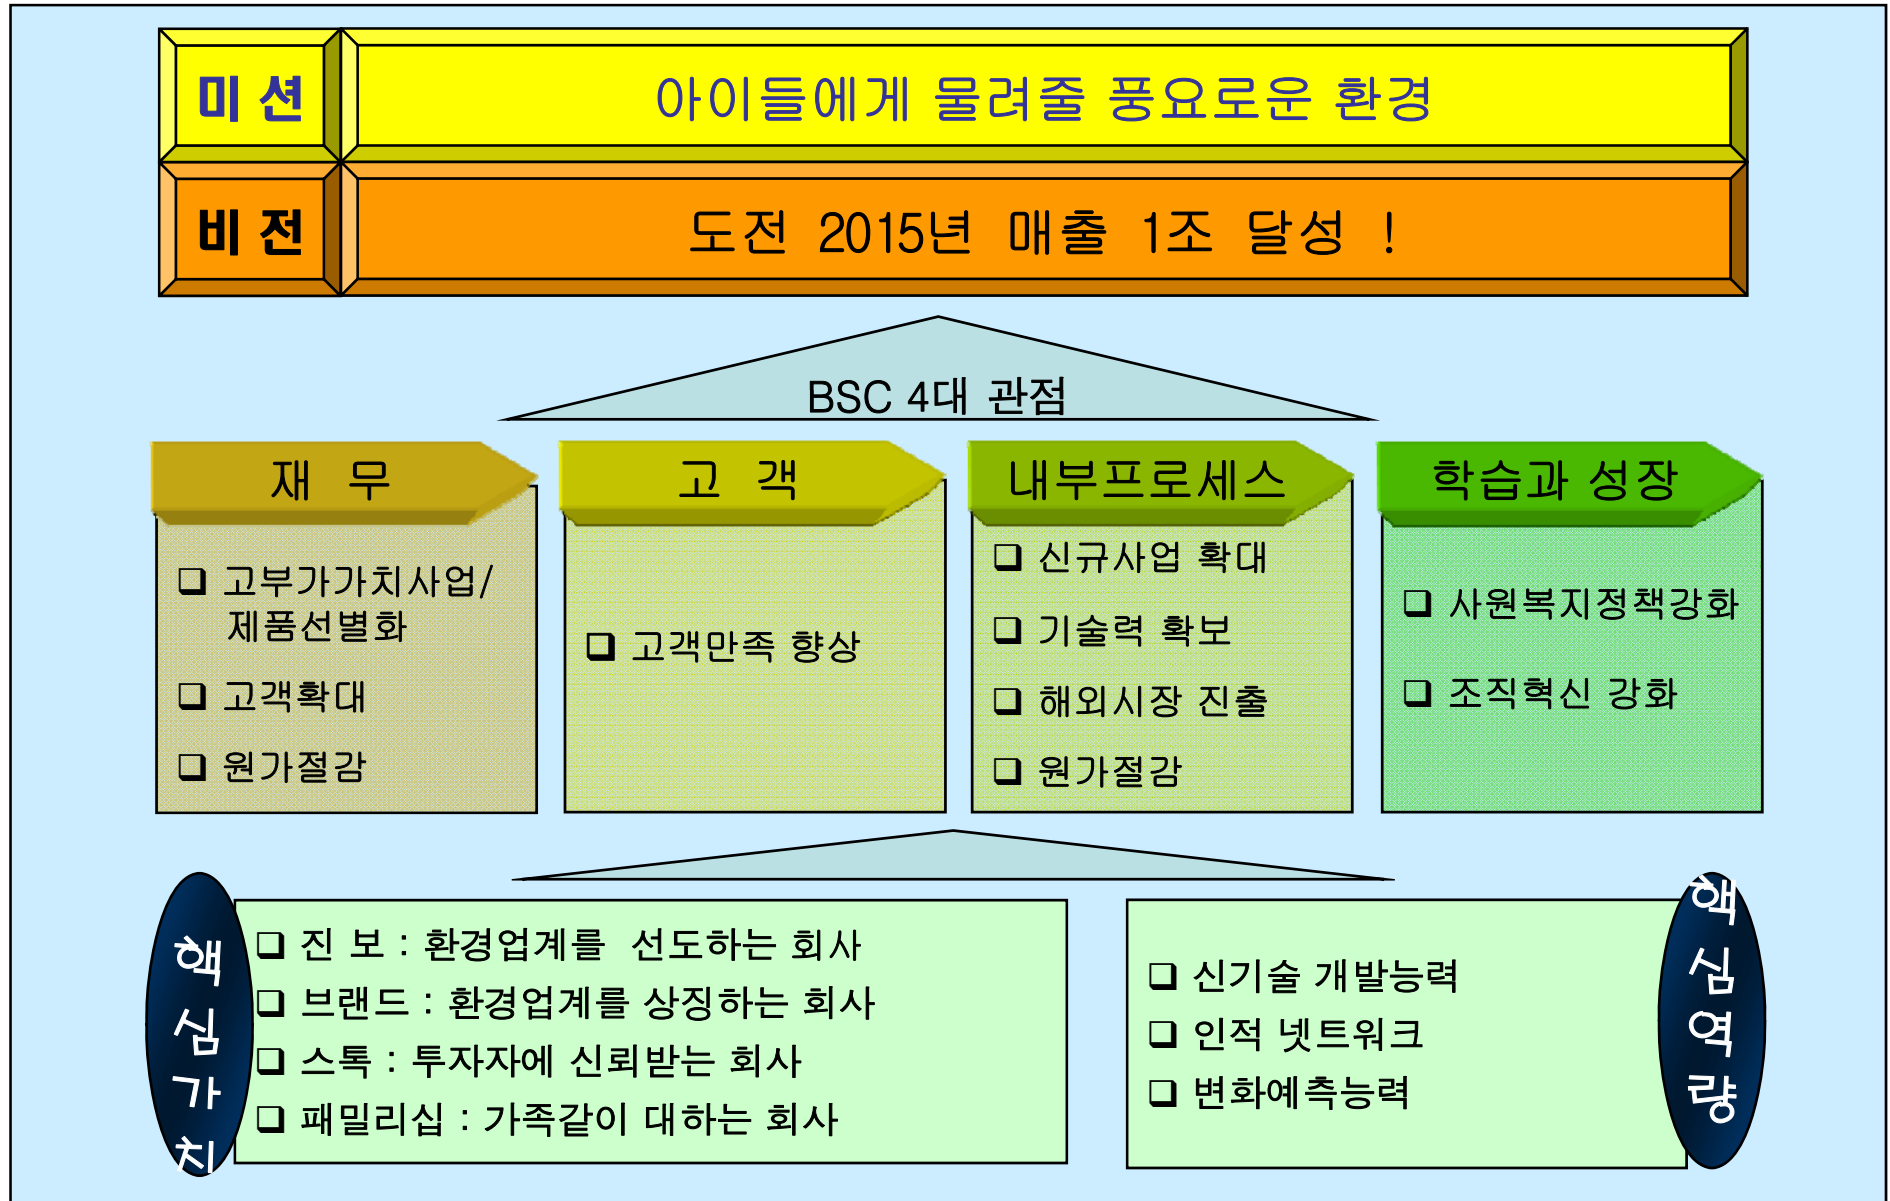 미 션
아이들에게 물려줄 풍요로운 환경
비 전
도전 2015년 매출 1조 달성 !
BSC 4대 관점
재 무
❑ 고부가가치사업/
제품선별화
❑ 고객확대
❑ 원가절감
고 객
❑ 고객만족 향상
내부프로세스
❑ 신규사업 확대
❑ 기술력 확보
❑ 해외시장 진출
❑ 원가절감
학습과 성장
❑ 사원복지정책강화
❑ 조직혁신 강화
핵
심
가
치
❑ 진 보 : 환경업계를 선도하는 회사
❑ 브랜드 : 환경업계를 상징하는 회사
❑ 스톡 : 투자자에 신뢰받는 회사
❑ 패밀리십 : 가족같이 대하는 회사
❑ 신기술 개발능력
❑ 인적 넷트워크
❑ 변화예측능력
핵
심
역
량